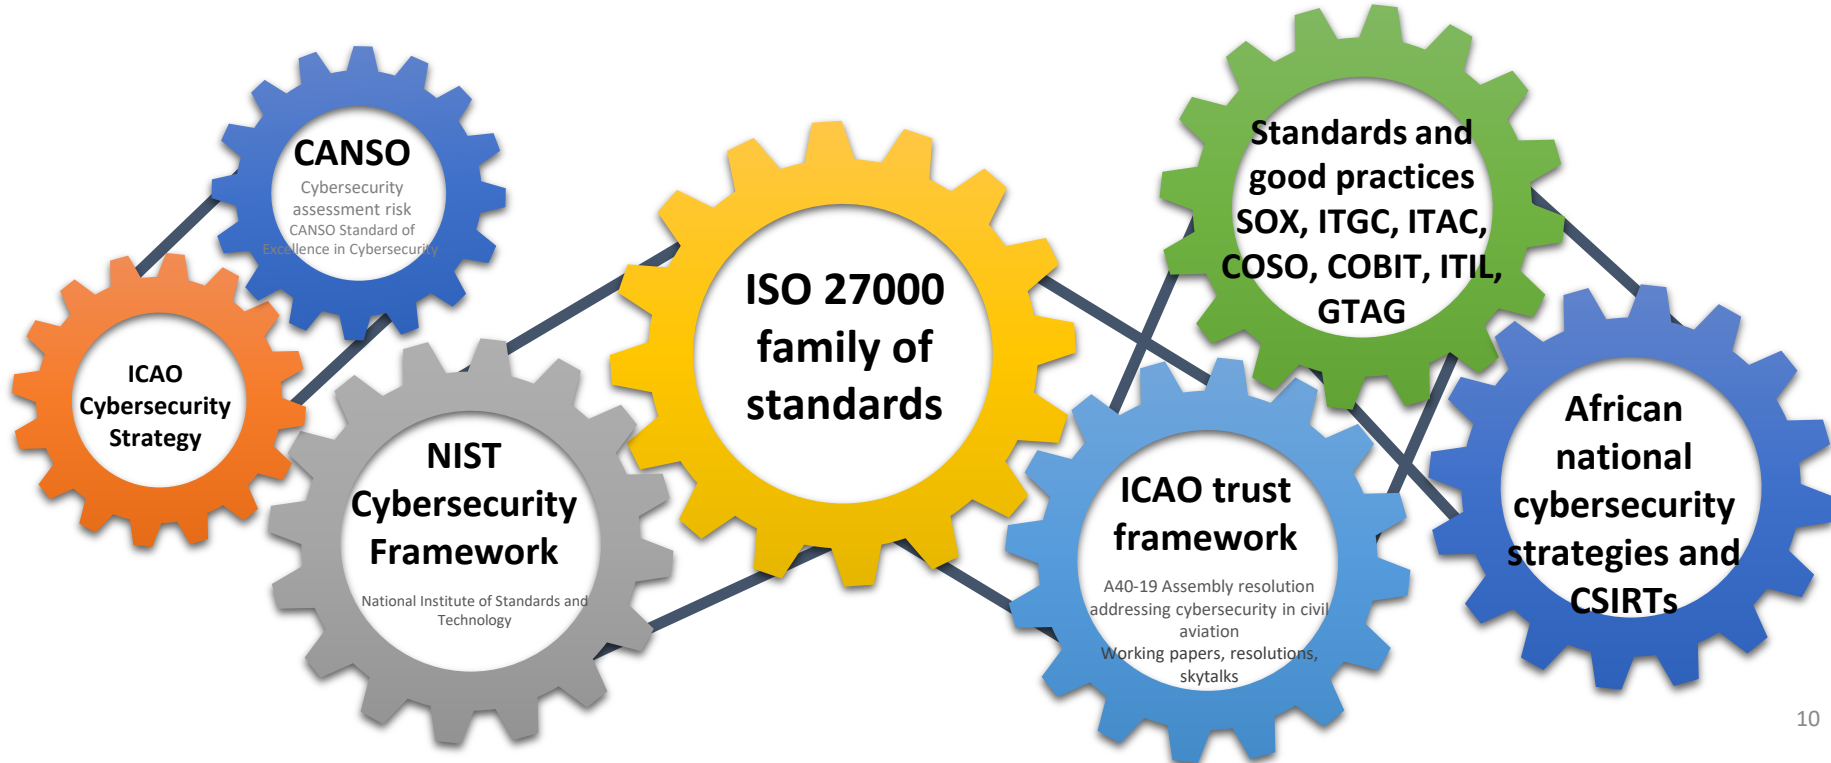 CANSO
Cybersecurity
assessment risk
CANSO Standard of
Excellence in Cybersecurity
ICAO
Cybersecurity
Strategy
NIST
Cybersecurity
Framework
National Institute of Standards and
Technology
ISO 27000
family of
standards
ICAO trust
framework
A40-19 Assembly resolution
addressing cybersecurity in civil
aviation
Working papers, resolutions,
skytalks
Standards and
good practices
SOX, ITGC, ITAC,
COSO, COBIT, ITIL,
GTAG
African
national
cybersecurity
strategies and
CSIRTs
10